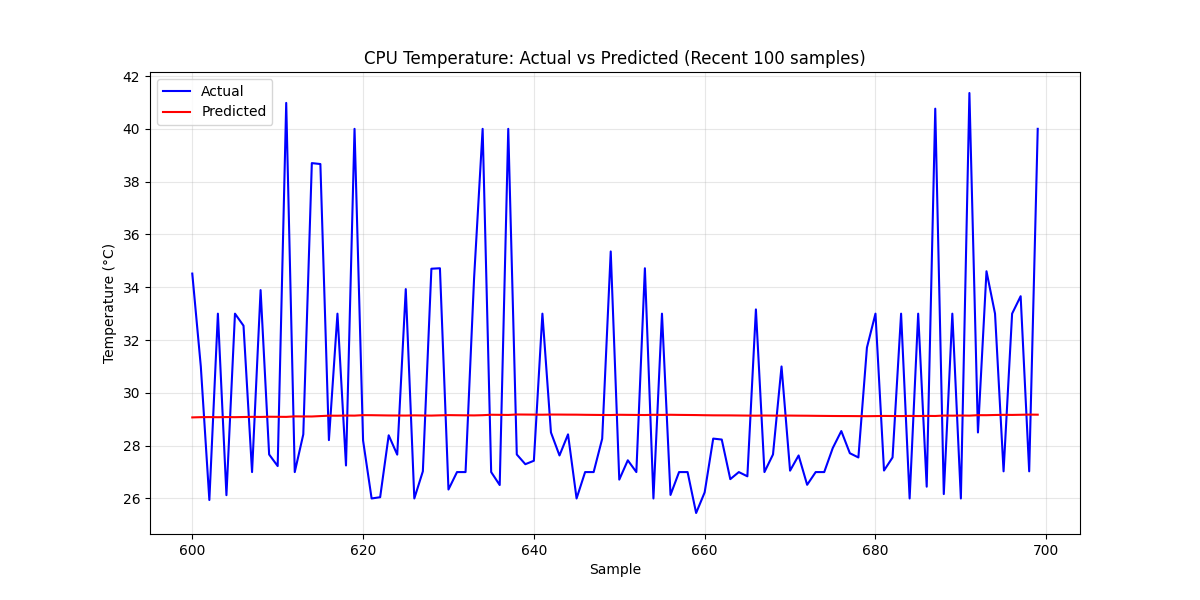 CPU Temperature: Actual vs Predicted (Recent 100 samples)
Actual
Predicted
42
40
38
36
34
32
30
28
26
Temperature (°C)
600 620 640 660 680 700
Sample